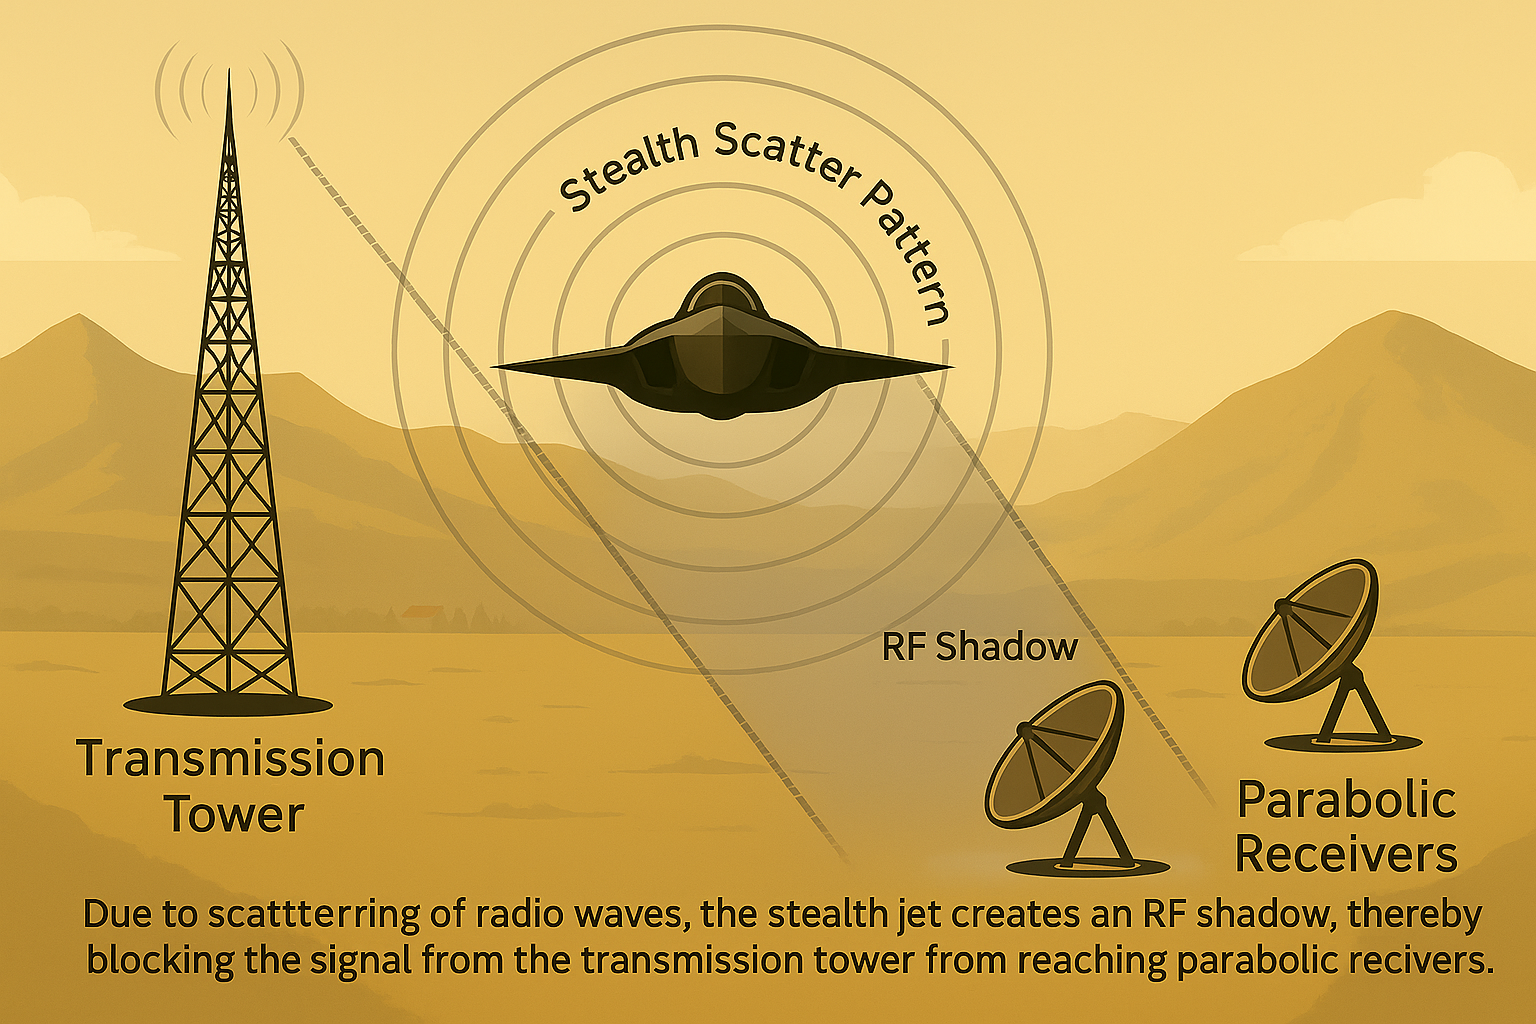 Stealth Scatter Pattern
RF Shadow
Transmission
Tower
Parabolic
Receivers
Due to scattterring of radio waves, the stealth jet creates an RF shadow, thereby
blocking the signal from the transmission tower from reaching parabolic recivers.